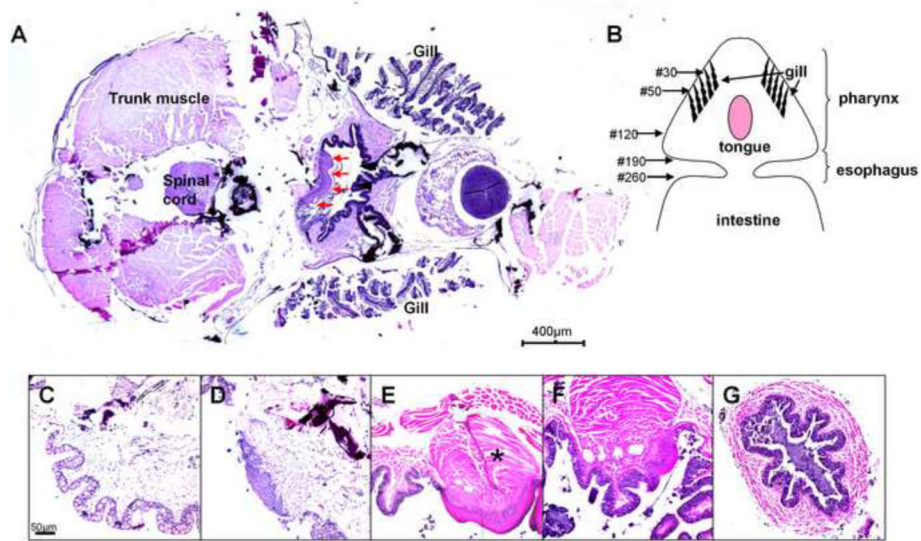 A
Gill
Trunk muscle
Spinal
cord
Gill
400µm
B
#30
#50
gill
pharynx
#120
tongue
#190
esophagus
#260
intestine
C
D
E
*
F
G
50µm